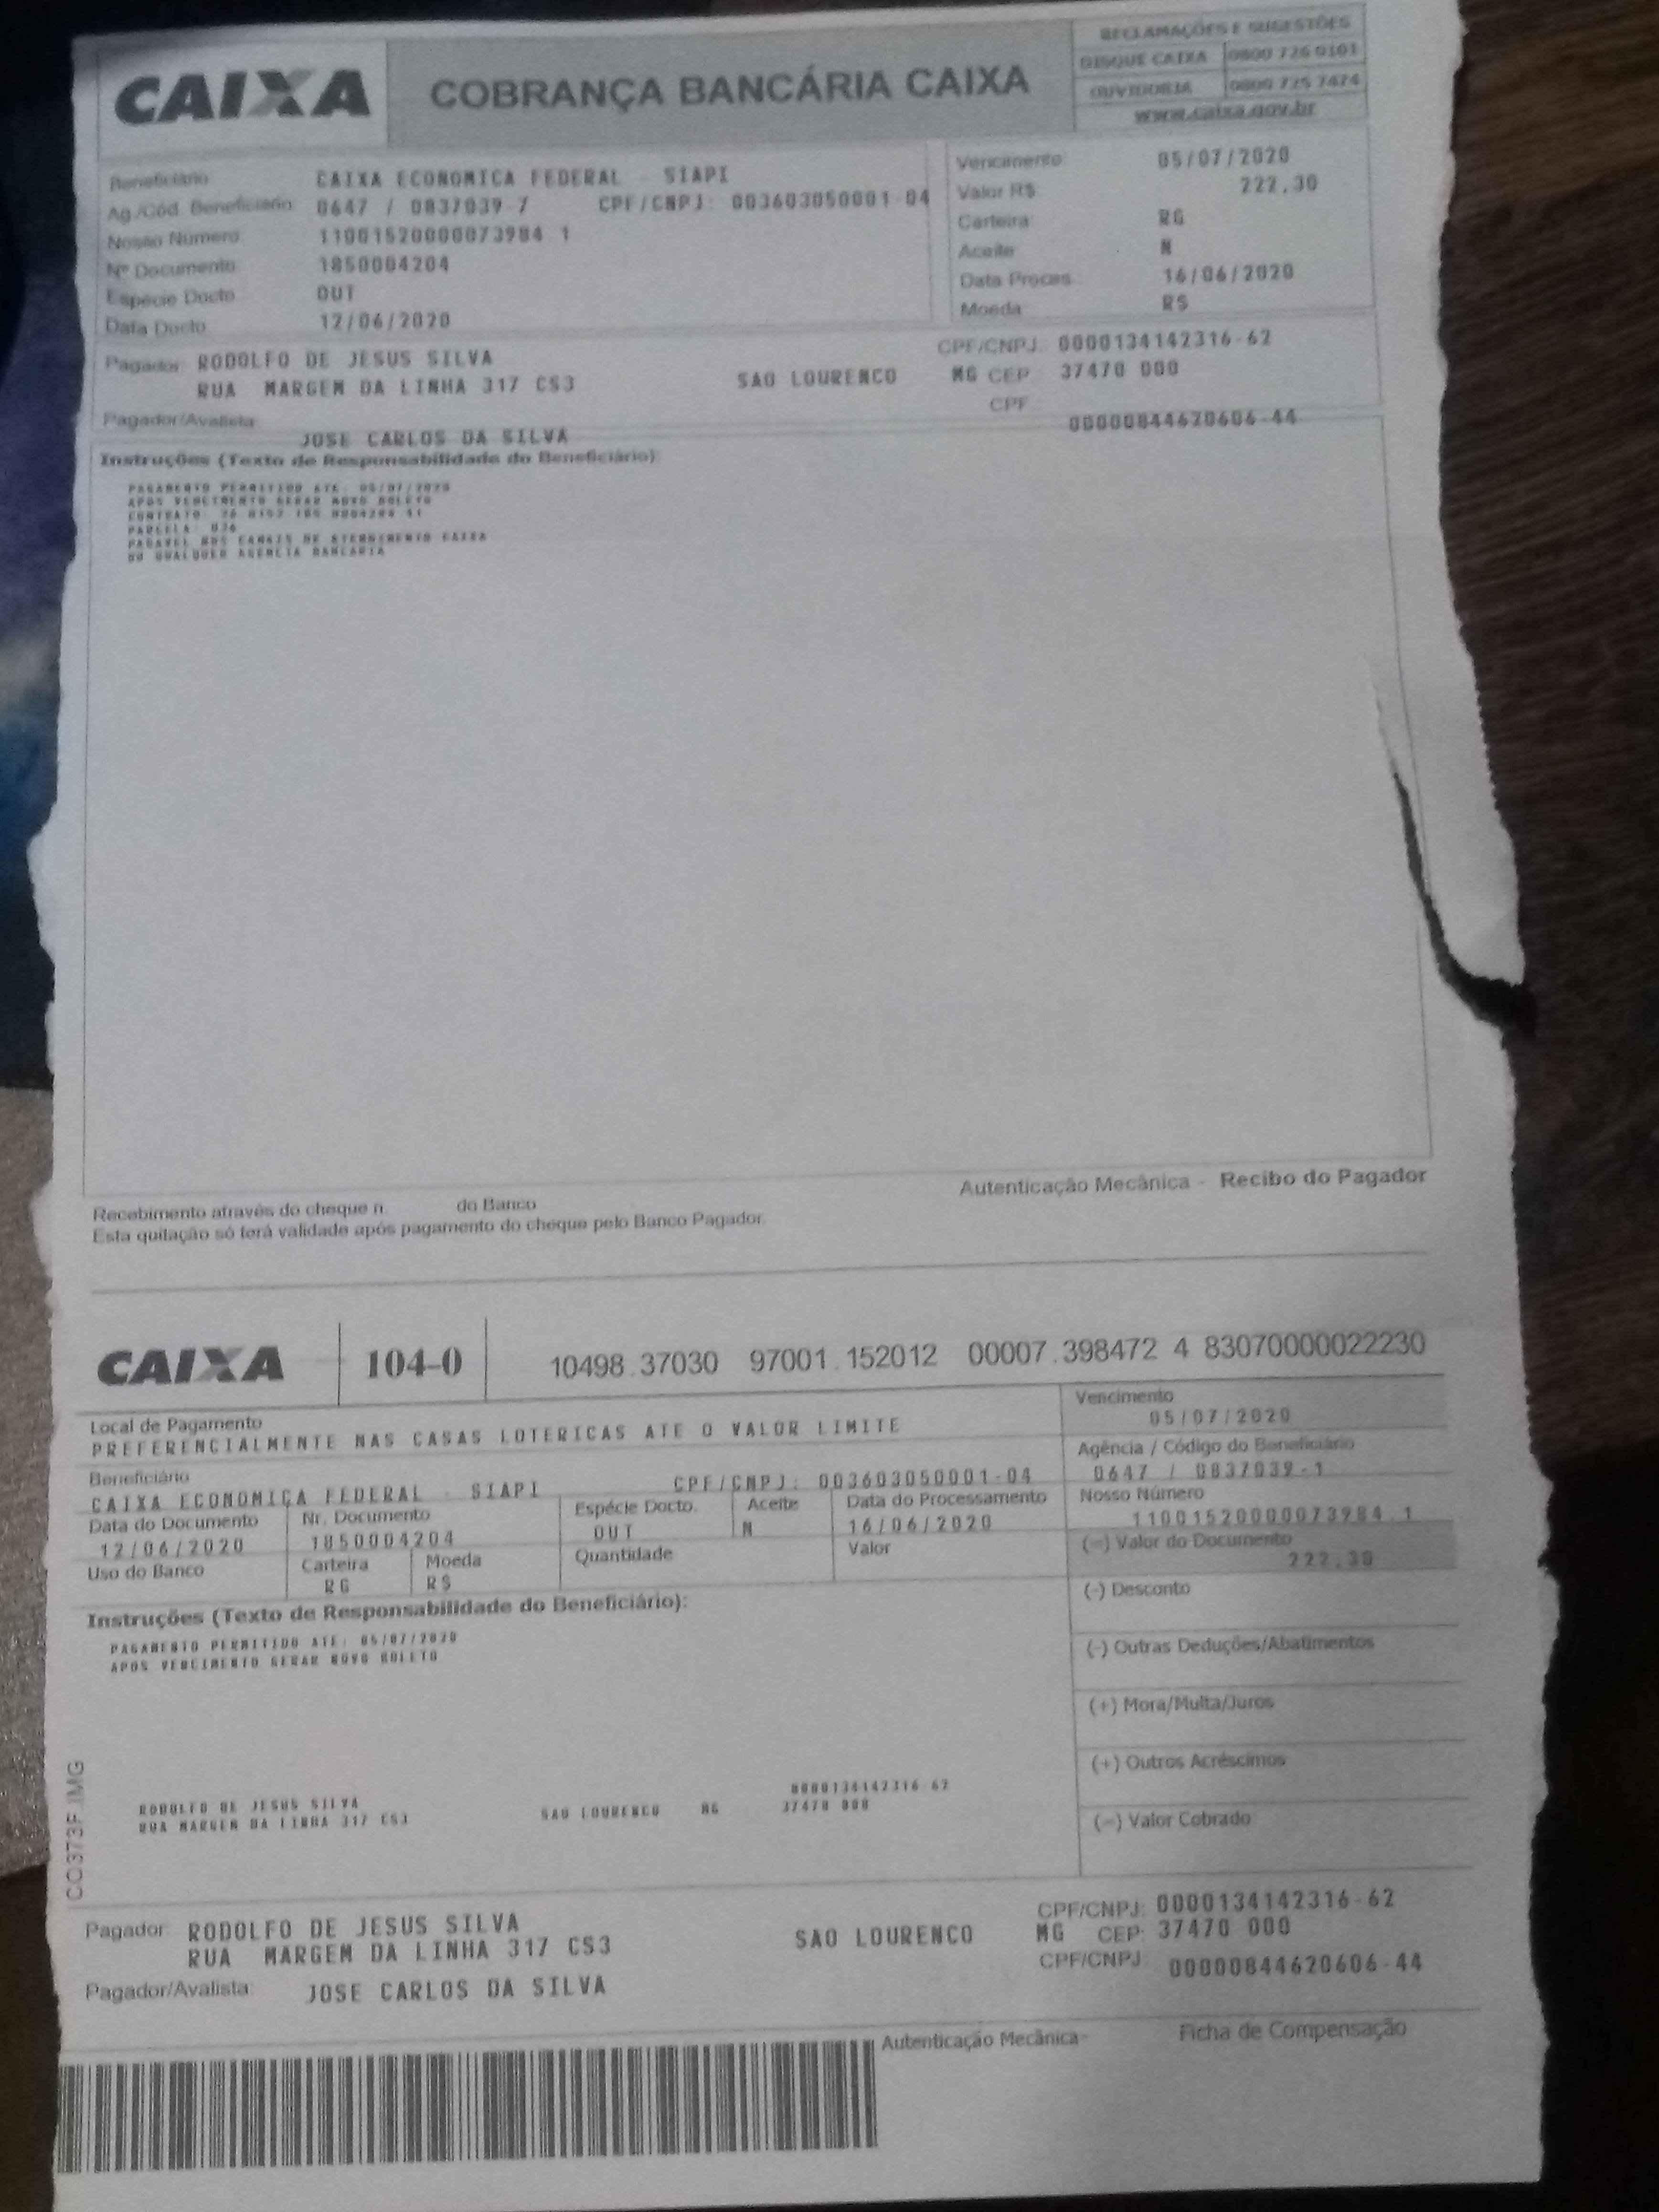 CAIXA
COBRANÇA BANCÁRIA CAIXA
RECLAMAÇÕES E SUGESTÕES
DISQUE CAIXA 0800 726 0101
OUVIDORIA 0800 725 7474
www.caixa.gov.br
Beneficiário CAIXA ECONOMICA FEDERAL - SIAPI
Ag./Cód. Beneficiário: 0647 / 0837039-7 CPF/CNPJ: 003603050001-04
Nosso Número: 11001520000073984 1
Nº Documento 1850004204
Espécie Docto. OUT
Data Docto. 12/06/2020
Vencimento 05/07/2020
Valor R$ 222,30
Carteira RG
Aceite N
Data Proces. 16/06/2020
Moeda R$
Pagador: RODOLFO DE JESUS SILVA CPF/CNPJ: 0000134142316-62
RUA MARGEM DA LINHA 317 CS3 SAO LOURENCO MG CEP 37470 000
CPF
Pagador/Avalista JOSE CARLOS DA SILVA 00000844620606-44
Instruções (Texto de Responsabilidade do Beneficiário):
PAGAMENTO PERMITIDO ATE: 05/07/2020
APOS VENCIMENTO GERAR NOVO BOLETO
CONTRATO:
PARCELA: 026
PAGAVEL NOS CANAIS DE ATENDIMENTO CAIXA
OU QUALQUER AGENCIA BANCARIA
Autenticação Mecânica - Recibo do Pagador
Recebimento através do cheque n. do Banco
Esta quitação só terá validade após pagamento do cheque pelo Banco Pagador.
CAIXA 104-0 10498.37030 97001.152012 00007.398472 4 83070000022230
Local de Pagamento
PREFERENCIALMENTE NAS CASAS LOTERICAS ATE O VALOR LIMITE
Vencimento
05/07/2020
Beneficiário
CAIXA ECONOMICA FEDERAL - SIAPI CPF/CNPJ: 003603050001-04
Agência / Código do Beneficiário
0647 / 0837039-1
Data do Documento Nr. Documento Espécie Docto. Aceite Data do Processamento Nosso Número
12/06/2020 1850004204 OUT N 16/06/2020 11001520000073984.1
Uso do Banco Carteira Moeda Quantidade Valor (=) Valor do Documento
RG R$ 222,30
Instruções (Texto de Responsabilidade do Beneficiário):
PAGAMENTO PERMITIDO ATE: 05/07/2020
APOS VENCIMENTO GERAR NOVO BOLETO
(-) Desconto
(-) Outras Deduções/Abatimentos
(+) Mora/Multa/Juros
(+) Outros Acréscimos
(=) Valor Cobrado
RODOLFO DE JESUS SILVA 0000134142316-62
RUA MARGEM DA LINHA 317 CS3 SAO LOURENCO MG 37470 000
CO373F.IMG
Pagador: RODOLFO DE JESUS SILVA CPF/CNPJ: 0000134142316-62
RUA MARGEM DA LINHA 317 CS3 SAO LOURENCO MG CEP: 37470 000
Pagador/Avalista: JOSE CARLOS DA SILVA CPF/CNPJ 00000844620606-44
Autenticação Mecânica- Ficha de Compensação